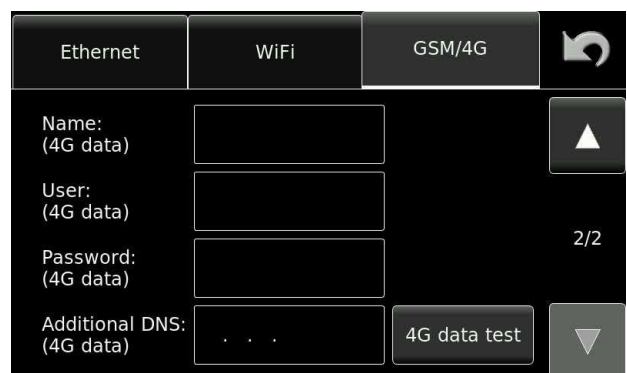 Ethernet
WiFi
GSM/4G
Name:
(4G data)
User:
(4G data)
2/2
Password:
(4G data)
Additional DNS:
(4G data)
. . .
4G data test